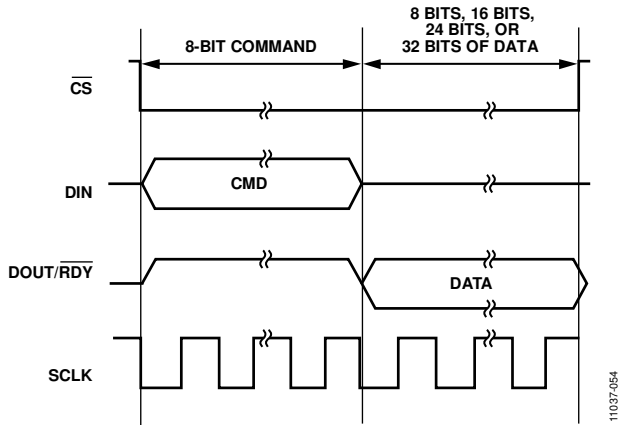 8-BIT COMMAND
8 BITS, 16 BITS,
24 BITS, OR
32 BITS OF DATA
CS
DIN
CMD
DOUT/RDY
DATA
SCLK
11037-054